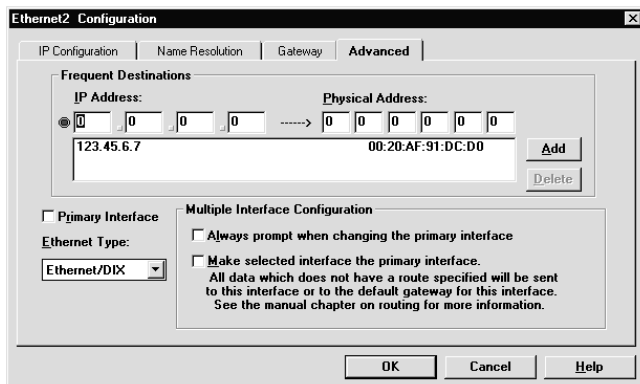 Ethernet2 Configuration
IP Configuration Name Resolution Gateway Advanced
Frequent Destinations
IP Address: Physical Address:
0 . 0 . 0 . 0 -----> 0 0 0 0 0 0
123.45.6.7 00:20:AF:91:DC:D0
Add
Delete
Primary Interface
Ethernet Type:
Ethernet/DIX
Multiple Interface Configuration
Always prompt when changing the primary interface
Make selected interface the primary interface.
All data which does not have a route specified will be sent
to this interface or to the default gateway for this interface.
See the manual chapter on routing for more information.
OK Cancel Help